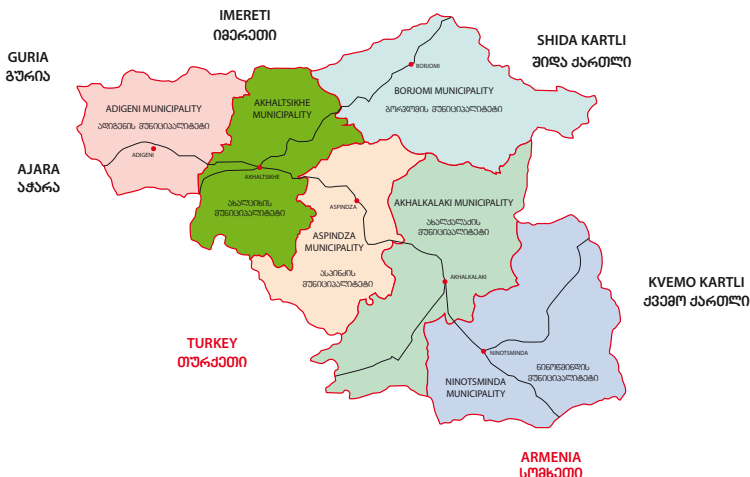 IMERETI
იმერეთი
GURIA
გურია
SHIDA KARTLI
შიდა ქართლი
BORJOMI
BORJOMI MUNICIPALITY
ბორჯომის მუნიციპალიტეტი
ADIGENI MUNICIPALITY
ადიგენის მუნიციპალიტეტი
ADIGENI
AKHALTSIKHE
MUNICIPALITY
AKHALTSIKHE
ახალციხის
მუნიციპალიტეტი
AJARA
აჭარა
ASPINDZA
ASPINDZA
MUNICIPALITY
ასპინძის
მუნიციპალიტეტი
AKHALKALAKI MUNICIPALITY
ახალქალაქის
მუნიციპალიტეტი
AKHALKALAKI
KVEMO KARTLI
ქვემო ქართლი
TURKEY
თურქეთი
NINOTSMINDA
ნინოწმინდის
მუნიციპალიტეტი
NINOTSMINDA
MUNICIPALITY
ARMENIA
სომხეთი